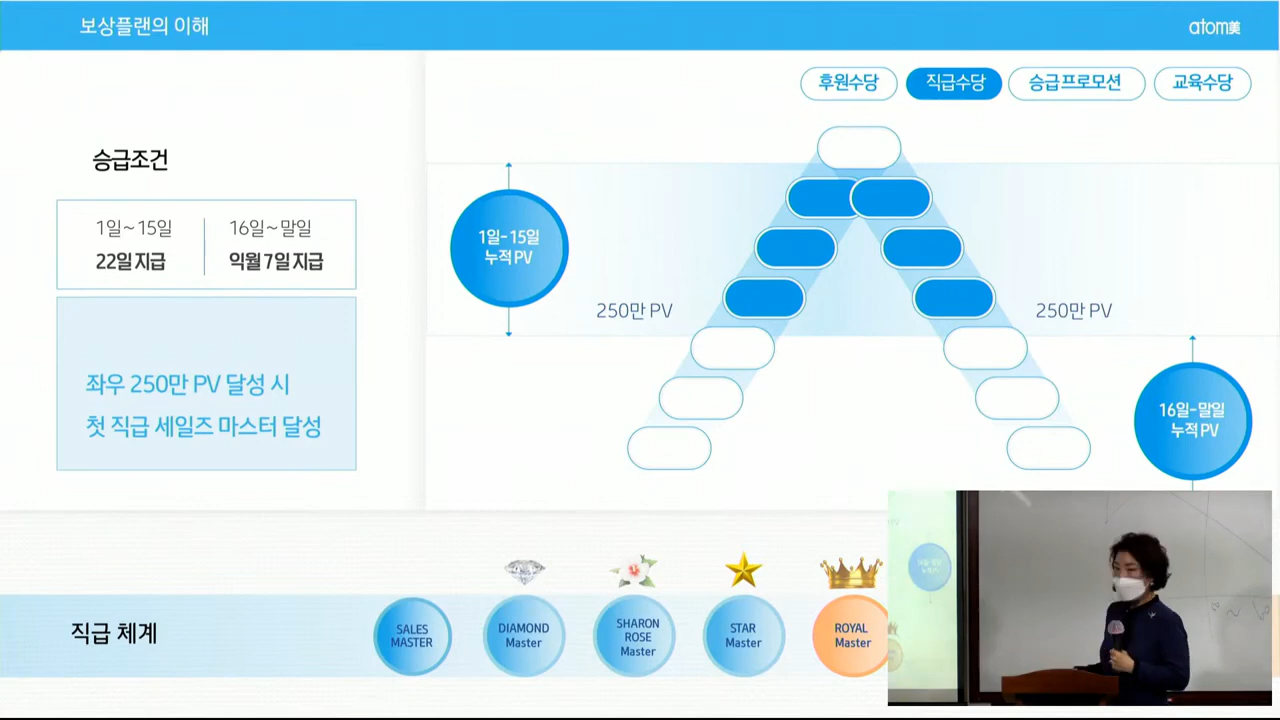 보상플랜의 이해
atom美
후원수당
직급수당
승급프로모션
교육수당
승급조건
1일~15일
22일지급
16일~말일
익월7일지급
좌우 250만 PV 달성 시
첫 직급 세일즈 마스터 달성
1일-15일
누적PV
250만 PV
250만 PV
16일-말일
누적PV
직급 체계
SALES
MASTER
DIAMOND
Master
SHARON
ROSE
Master
STAR
Master
ROYAL
Master